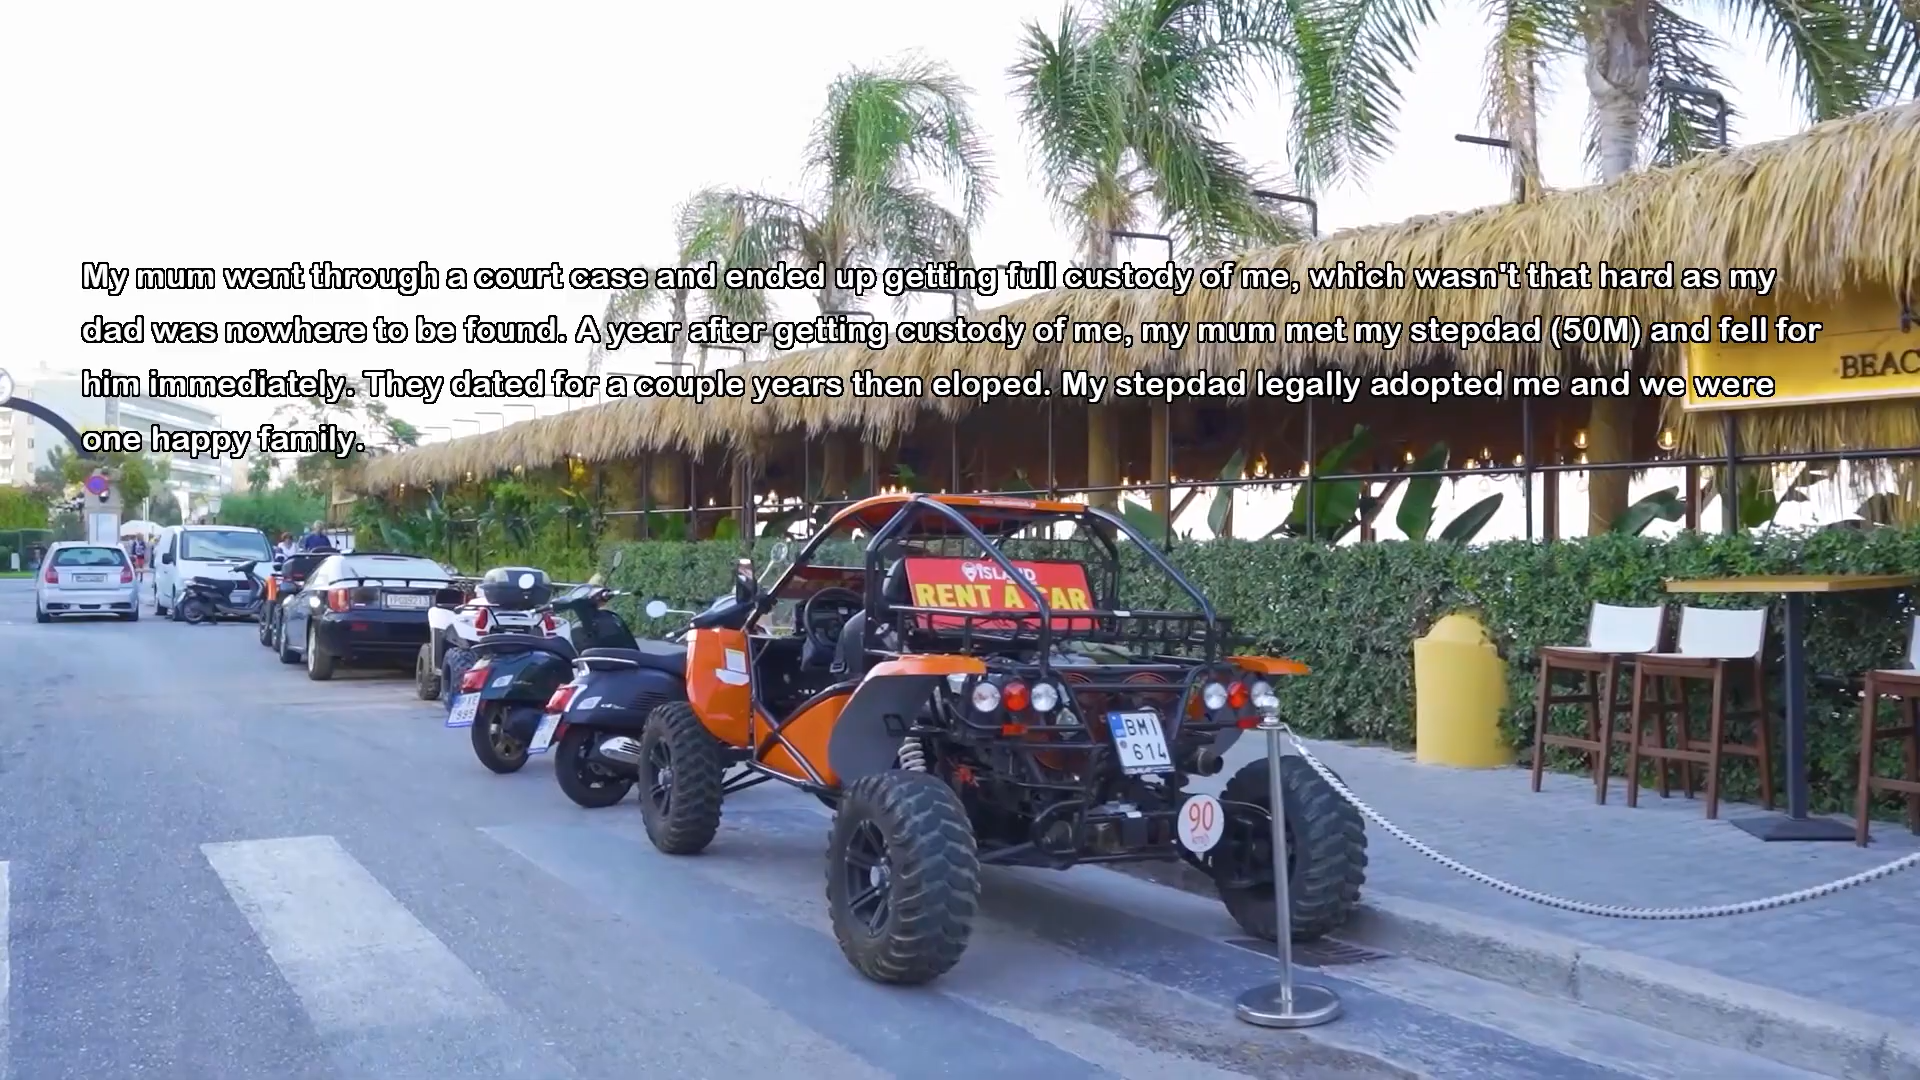 My mum went through a court case and ended up getting full custody of me, which wasn't that hard as my
dad was nowhere to be found. A year after getting custody of me, my mum met my stepdad (50M) and fell for
him immediately. They dated for a couple years then eloped. My stepdad legally adopted me and we were
one happy family.
BEAC
ISLAND
RENT A CAR
BMI
614
90
km/h